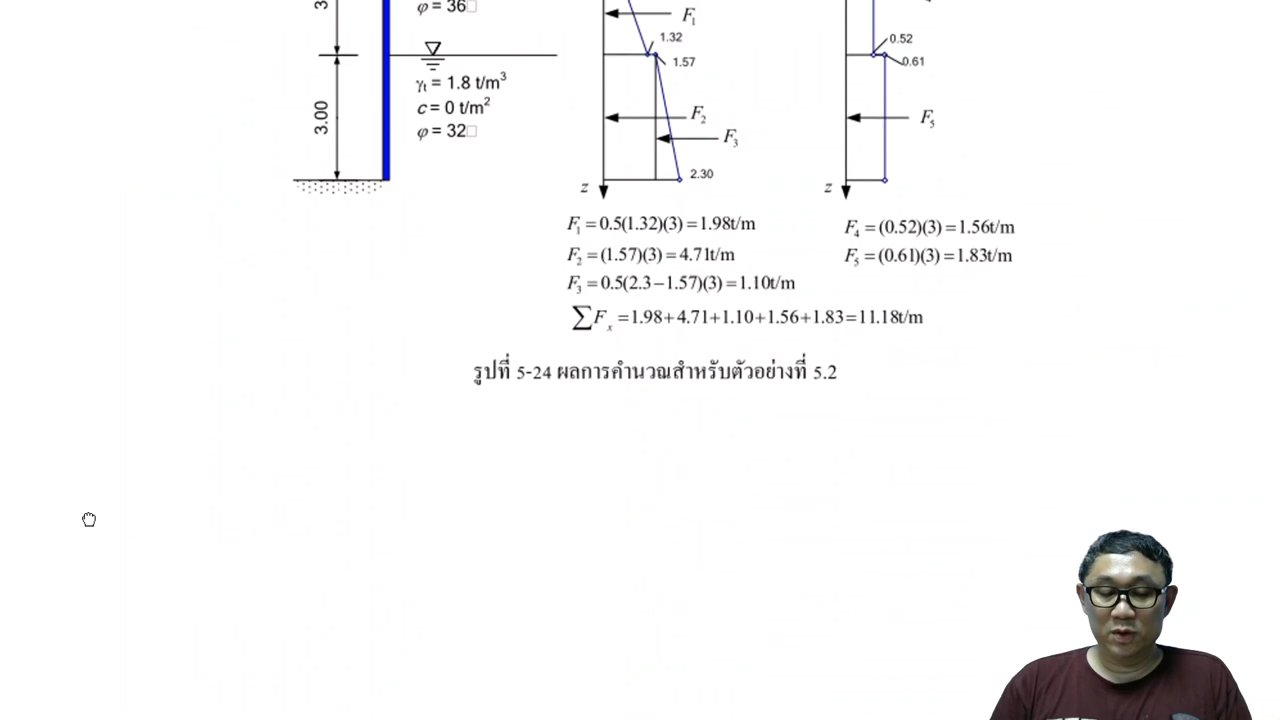 3.
φ = 36□
F₁
1.32
1.57
0.52
0.61
γt = 1.8 t/m³
c = 0 t/m²
φ = 32□
3.00
F₂
F₃
F₅
2.30
z
z
F₁ = 0.5(1.32)(3) = 1.98t/m
F₂ = (1.57)(3) = 4.71t/m
F₃ = 0.5(2.3−1.57)(3) = 1.10t/m
F₄ = (0.52)(3) = 1.56t/m
F₅ = (0.61)(3) = 1.83t/m
∑Fₓ = 1.98+4.71+1.10+1.56+1.83=11.18t/m
รูปที่ 5-24 ผลการคำนวณสำหรับตัวอย่างที่ 5.2